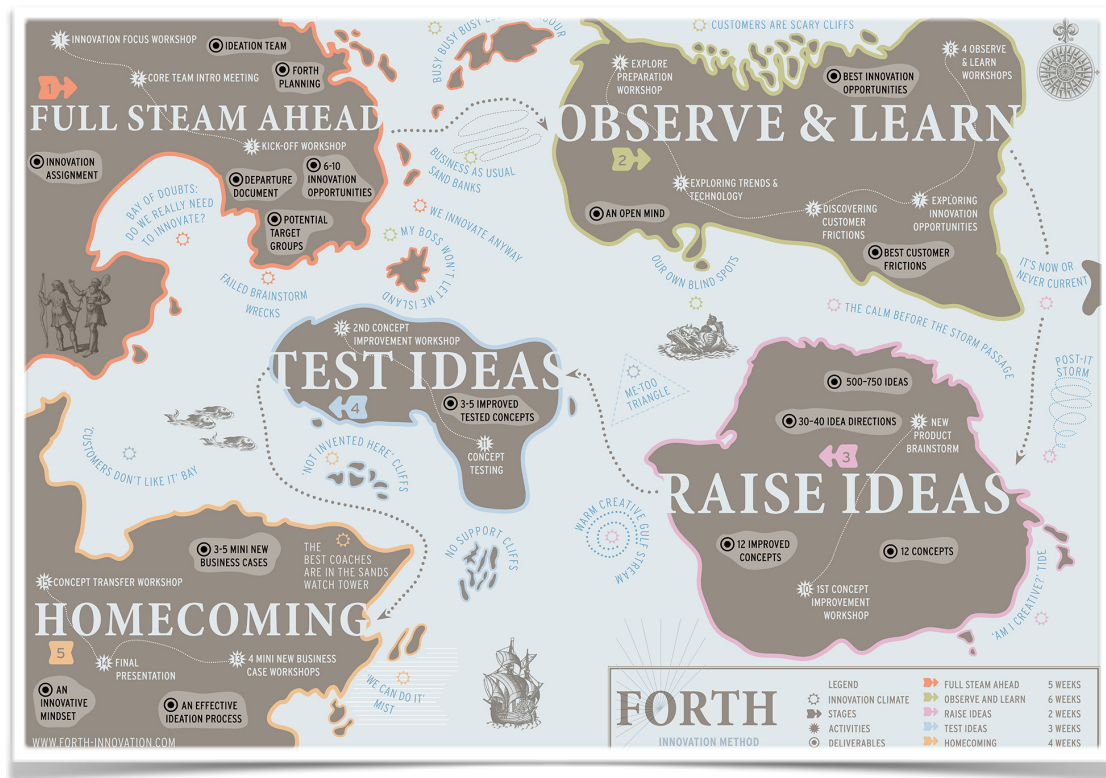 1 INNOVATION FOCUS WORKSHOP
IDEATION TEAM
2 CORE TEAM INTRO MEETING
FORTH
PLANNING
1
FULL STEAM AHEAD
3 KICK-OFF WORKSHOP
INNOVATION
ASSIGNMENT
DEPARTURE
DOCUMENT
6-10
INNOVATION
OPPORTUNITIES
POTENTIAL
TARGET
GROUPS
BAY OF DOUBTS:
DO WE REALLY NEED
TO INNOVATE?
FAILED BRAINSTORM
WRECKS
BUSY BUSY BUSY
BUSINESS AS USUAL
SAND BANKS
WE INNOVATE ANYWAY
MY BOSS WON'T LET ME ISLAND
CUSTOMERS ARE SCARY CLIFFS
4 EXPLORE
PREPARATION
WORKSHOP
BEST INNOVATION
OPPORTUNITIES
8 4 OBSERVE
& LEARN
WORKSHOPS
OBSERVE & LEARN
2
5 EXPLORING TRENDS &
TECHNOLOGY
AN OPEN MIND
6 DISCOVERING
CUSTOMER
FRICTIONS
7 EXPLORING
INNOVATION
OPPORTUNITIES
BEST CUSTOMER
FRICTIONS
OUR OWN BLIND SPOTS
IT'S NOW OR
NEVER CURRENT
THE CALM BEFORE THE STORM PASSAGE
POST-IT
STORM
ME-TOO
TRIANGLE
12 2ND CONCEPT
IMPROVEMENT WORKSHOP
TEST IDEAS
4
3-5 IMPROVED
TESTED CONCEPTS
11
CONCEPT
TESTING
'NOT INVENTED HERE' CLIFFS
NO SUPPORT CLIFFS
500-750 IDEAS
30-40 IDEA DIRECTIONS
9 NEW
PRODUCT
BRAINSTORM
3
RAISE IDEAS
12 IMPROVED
CONCEPTS
12 CONCEPTS
10 1ST CONCEPT
IMPROVEMENT
WORKSHOP
WARM CREATIVE GULF STREAM
'AM I CREATIVE?' TIDE
'CUSTOMERS DON'T LIKE IT' BAY
3-5 MINI NEW
BUSINESS CASES
THE
BEST COACHES
ARE IN THE SANDS
WATCH TOWER
CONCEPT TRANSFER WORKSHOP
HOMECOMING
5
14 FINAL
PRESENTATION
13 4 MINI NEW BUSINESS
CASE WORKSHOPS
AN
INNOVATIVE
MINDSET
AN EFFECTIVE
IDEATION PROCESS
'WE CAN DO IT'
MIST
WWW.FORTH-INNOVATION.COM
FORTH
INNOVATION METHOD
LEGEND
INNOVATION CLIMATE
STAGES
ACTIVITIES
DELIVERABLES
FULL STEAM AHEAD 5 WEEKS
OBSERVE AND LEARN 6 WEEKS
RAISE IDEAS 2 WEEKS
TEST IDEAS 3 WEEKS
HOMECOMING 4 WEEKS